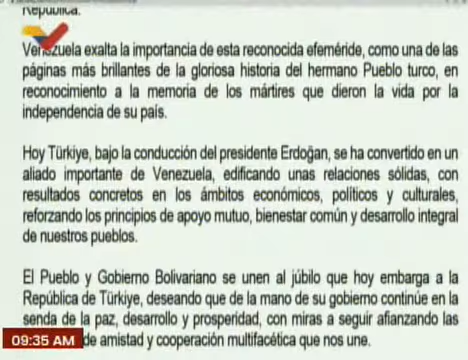 República.
Venezuela exalta la importancia de esta reconocida efeméride, como una de las
páginas más brillantes de la gloriosa historia del hermano Pueblo turco, en
reconocimiento a la memoria de los mártires que dieron la vida por la
independencia de su país.
Hoy Türkiye, bajo la conducción del presidente Erdoğan, se ha convertido en un
aliado importante de Venezuela, edificando unas relaciones sólidas, con
resultados concretos en los ámbitos económicos, políticos y culturales,
reforzando los principios de apoyo mutuo, bienestar común y desarrollo integral
de nuestros pueblos.
El Pueblo y Gobierno Bolivariano se unen al júbilo que hoy embarga a la
República de Türkiye, deseando que de la mano de su gobierno continúe en la
senda de la paz, desarrollo y prosperidad, con miras a seguir afianzando las
09:35 AM de amistad y cooperación multifacética que nos une.